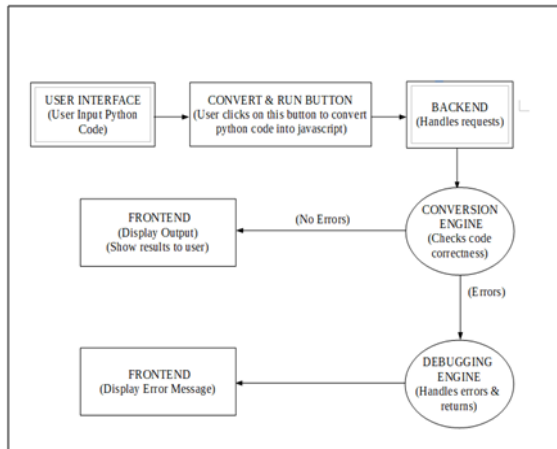 USER INTERFACE
(User Input Python
Code)
CONVERT & RUN BUTTON
(User clicks on this button to convert
python code into javascript)
BACKEND
(Handles requests)
FRONTEND
(Display Output)
(Show results to user)
(No Errors)
CONVERSION
ENGINE
(Checks code
correctness)
(Errors)
FRONTEND
(Display Error Message)
DEBUGGING
ENGINE
(Handles errors &
returns)